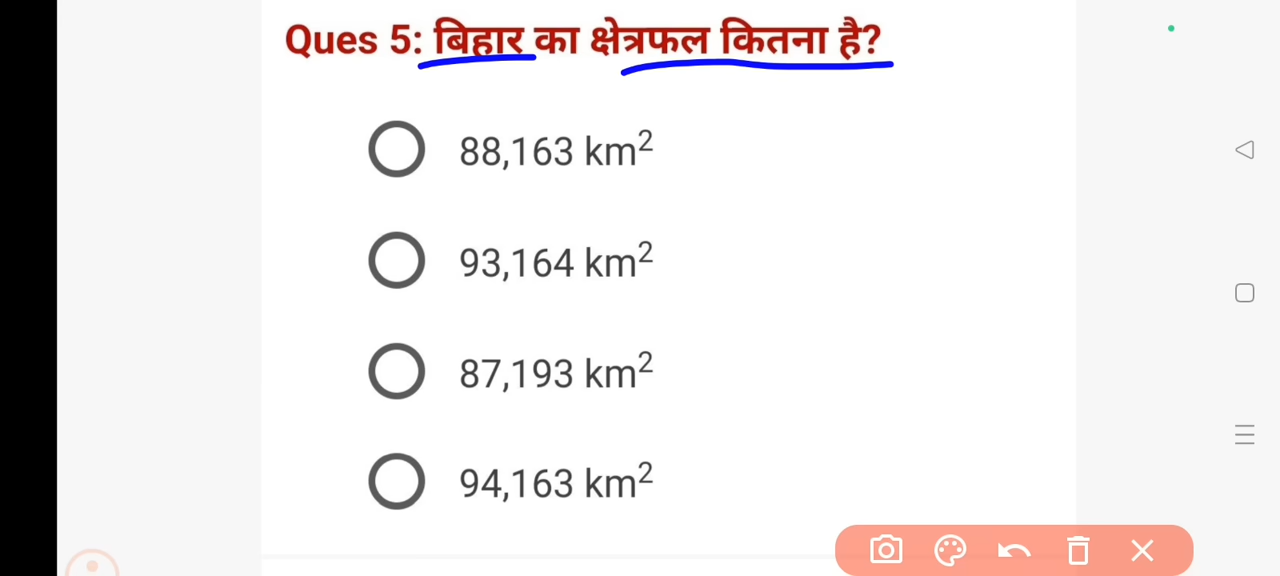 Ques 5: बिहार का क्षेत्रफल कितना है?
88,163 km²
93,164 km²
87,193 km²
94,163 km²